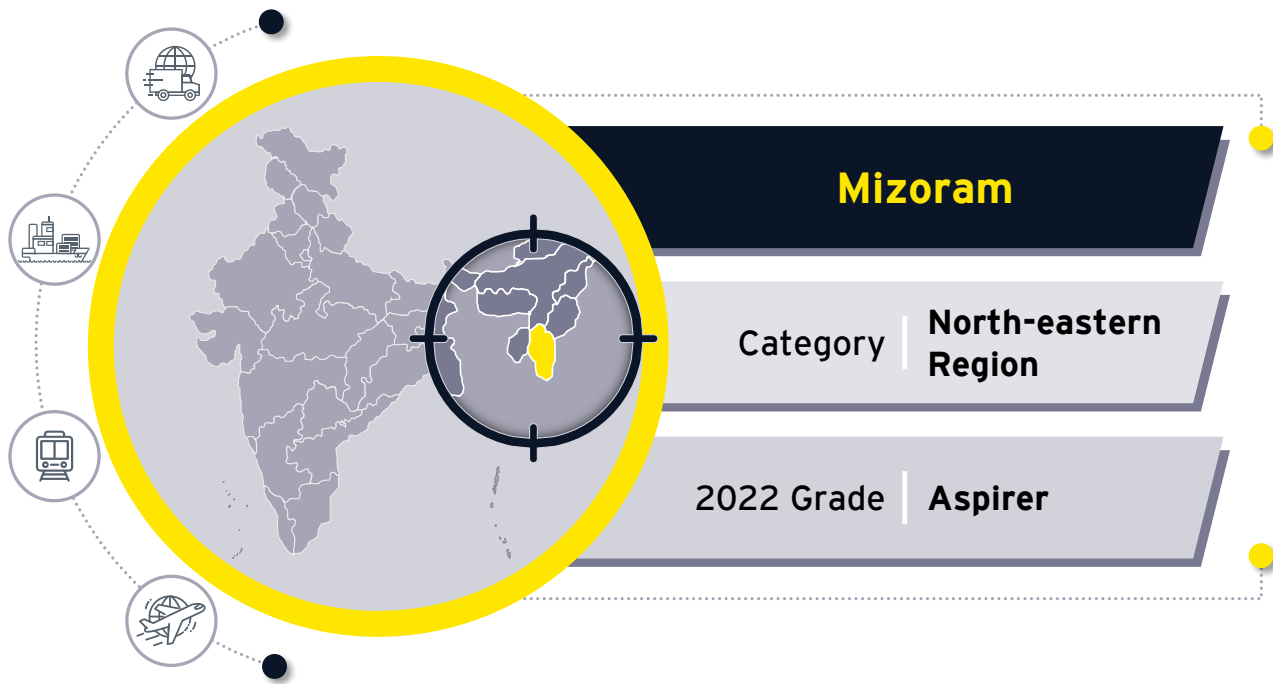 Mizoram
Category
North-eastern
Region
2022 Grade
Aspirer